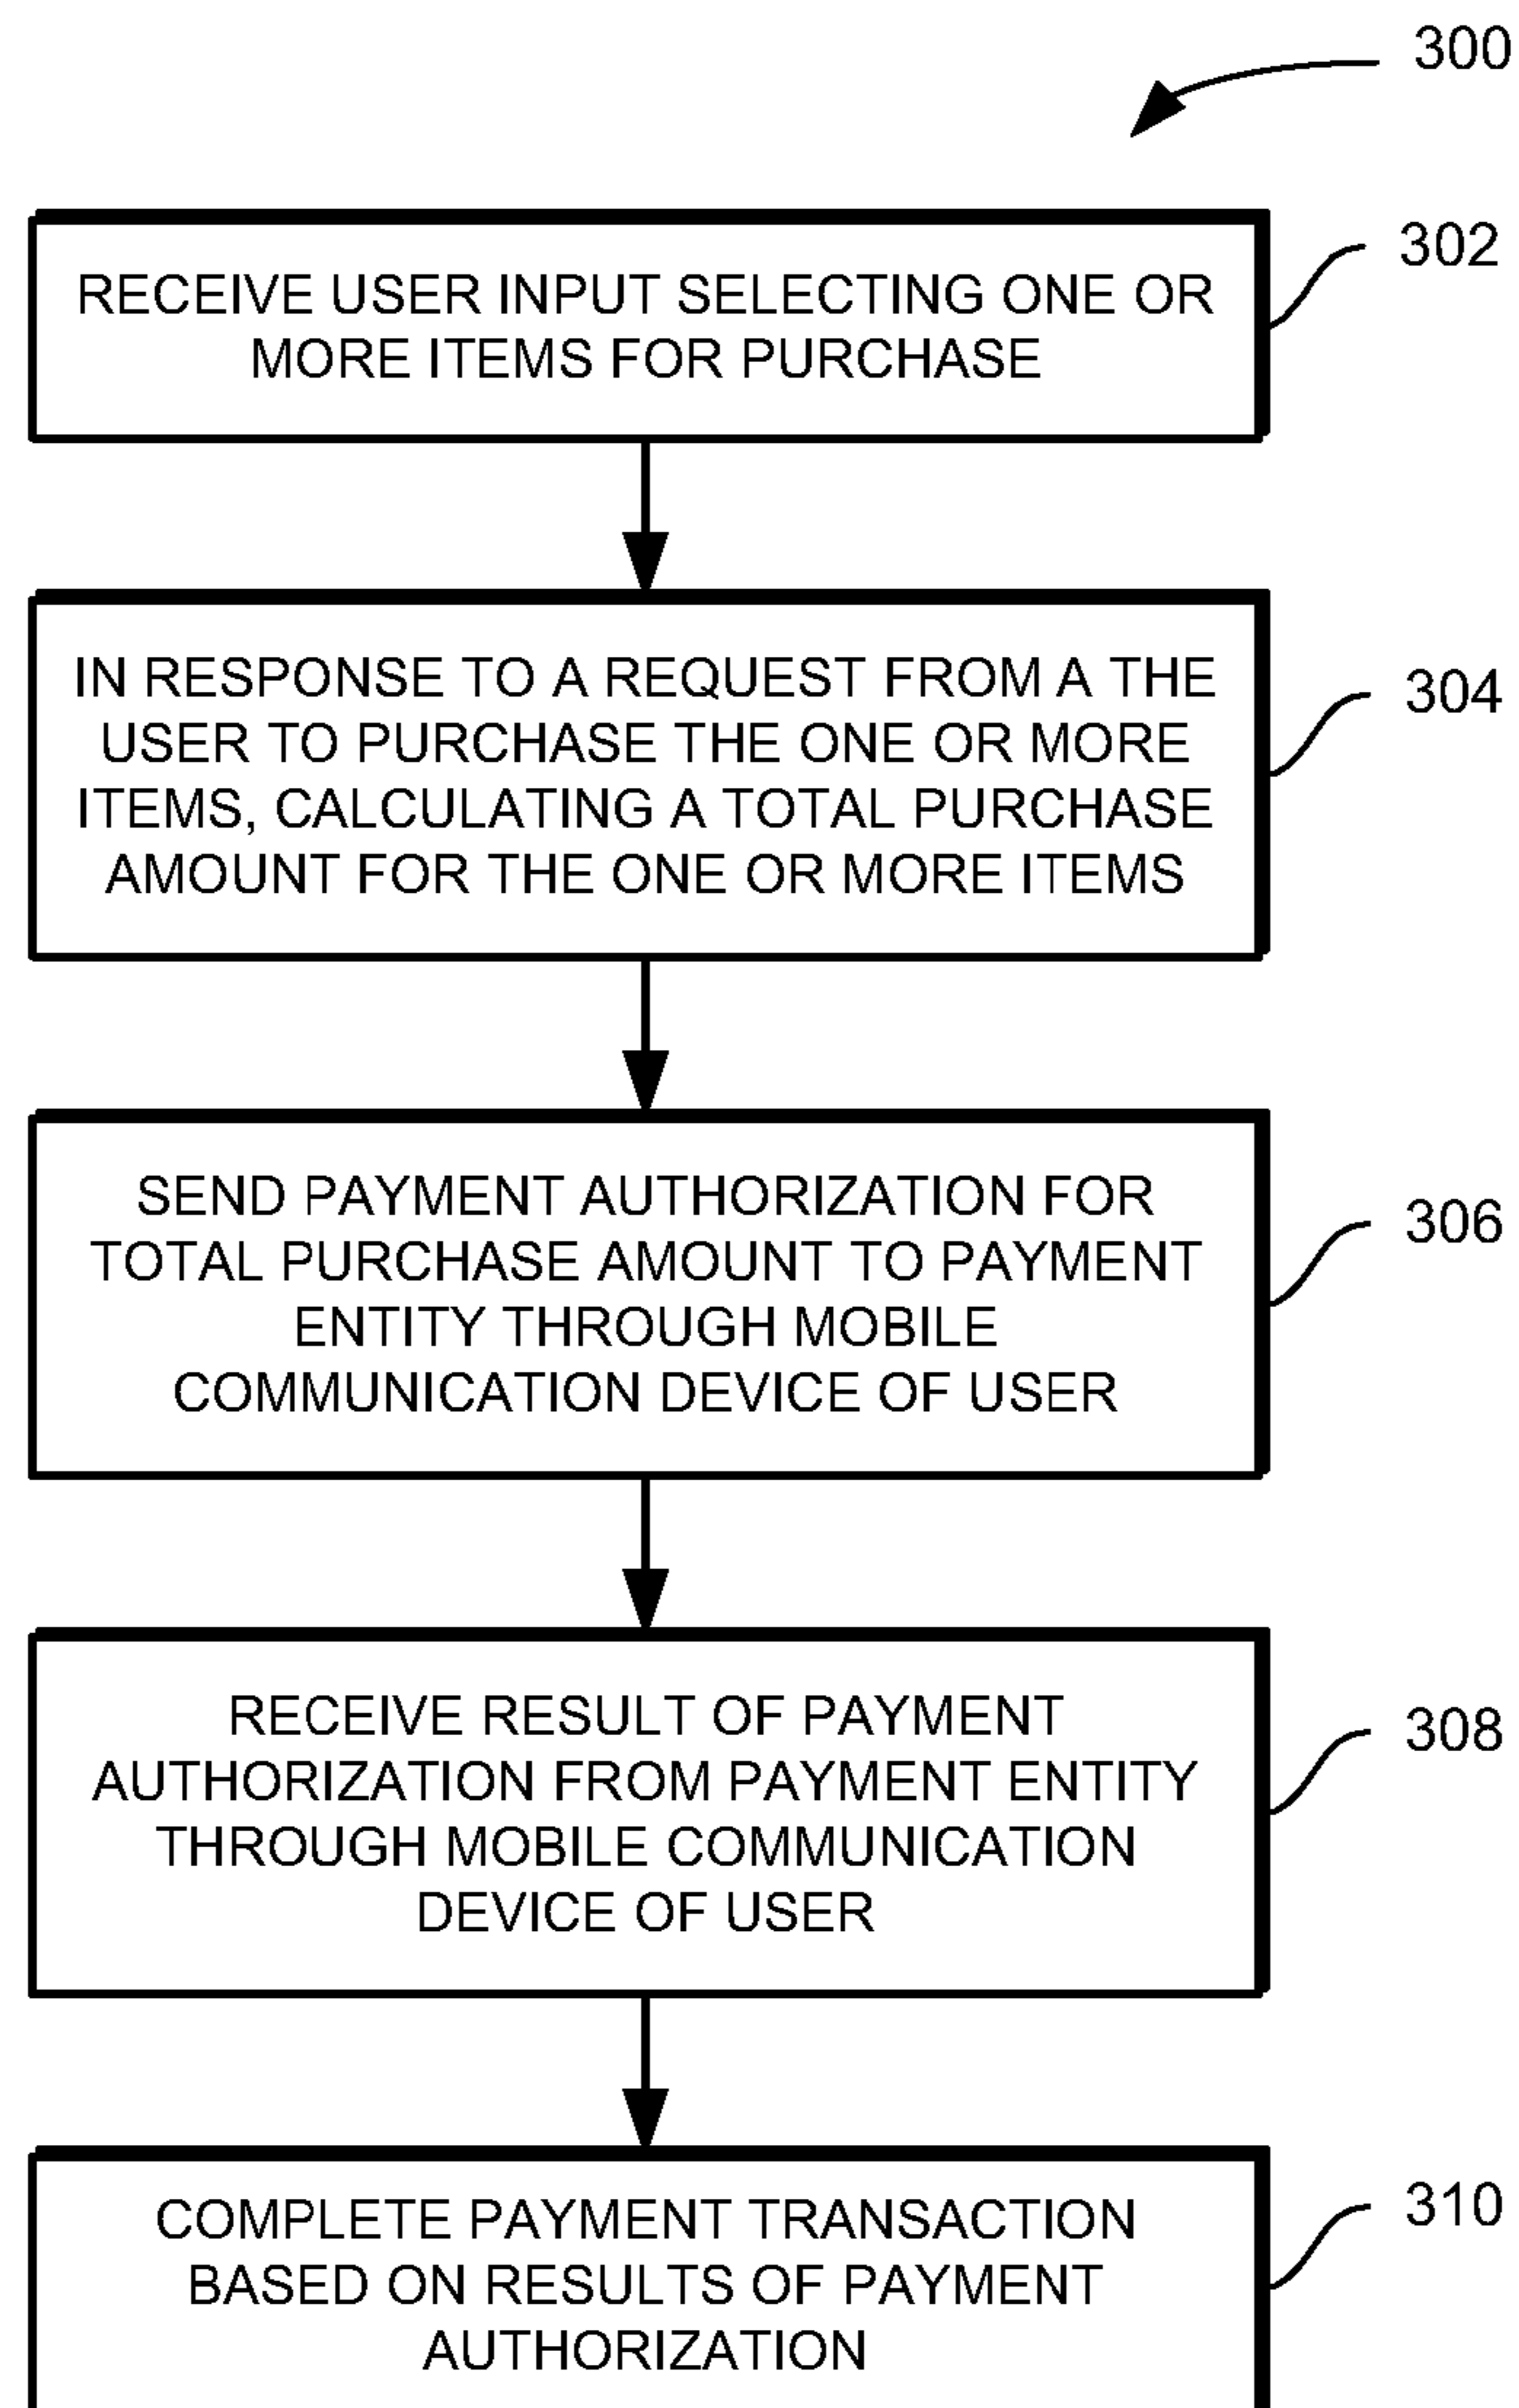 300
302
RECEIVE USER INPUT SELECTING ONE OR
MORE ITEMS FOR PURCHASE
304
IN RESPONSE TO A REQUEST FROM A THE
USER TO PURCHASE THE ONE OR MORE
ITEMS, CALCULATING A TOTAL PURCHASE
AMOUNT FOR THE ONE OR MORE ITEMS
306
SEND PAYMENT AUTHORIZATION FOR
TOTAL PURCHASE AMOUNT TO PAYMENT
ENTITY THROUGH MOBILE
COMMUNICATION DEVICE OF USER
308
RECEIVE RESULT OF PAYMENT
AUTHORIZATION FROM PAYMENT ENTITY
THROUGH MOBILE COMMUNICATION
DEVICE OF USER
310
COMPLETE PAYMENT TRANSACTION
BASED ON RESULTS OF PAYMENT
AUTHORIZATION